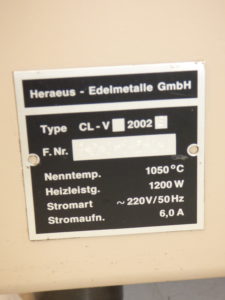 Heraeus - Edelmetalle GmbH
Type CL-V 2002
F. Nr.
Nenntemp. 1050°C
Heizleistg. 1200 W
Stromart ~ 220V/50Hz
Stromaufn. 6,0 A